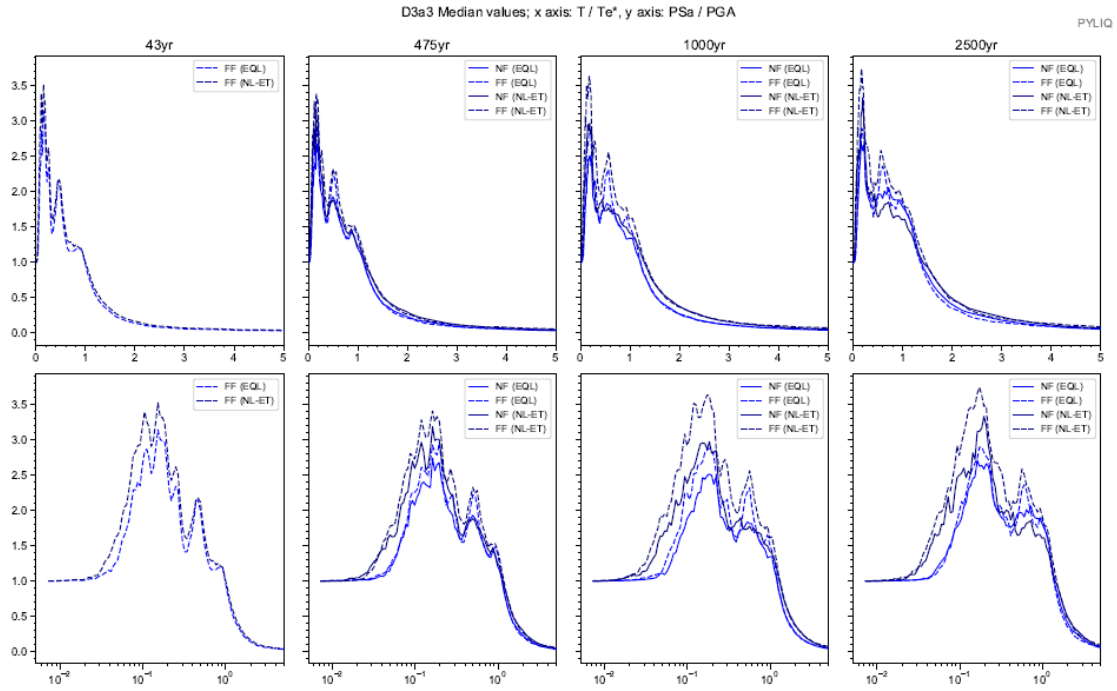 D3a3 Median values; x axis: T / Te*, y axis: PSa / PGA
PYLIQ
43yr
475yr
1000yr
2500yr
FF (EQL)
FF (NL-ET)
NF (EQL)
FF (EQL)
NF (NL-ET)
FF (NL-ET)
NF (EQL)
FF (EQL)
NF (NL-ET)
FF (NL-ET)
NF (EQL)
FF (EQL)
NF (NL-ET)
FF (NL-ET)
3.5
3.0
2.5
2.0
1.5
1.0
0.5
0.0
0 1 2 3 4 5
0 1 2 3 4 5
0 1 2 3 4 5
0 1 2 3 4 5
FF (EQL)
FF (NL-ET)
NF (EQL)
FF (EQL)
NF (NL-ET)
FF (NL-ET)
NF (EQL)
FF (EQL)
NF (NL-ET)
FF (NL-ET)
NF (EQL)
FF (EQL)
NF (NL-ET)
FF (NL-ET)
3.5
3.0
2.5
2.0
1.5
1.0
0.5
0.0
10⁻² 10⁻¹ 10⁰
10⁻² 10⁻¹ 10⁰
10⁻² 10⁻¹ 10⁰
10⁻² 10⁻¹ 10⁰